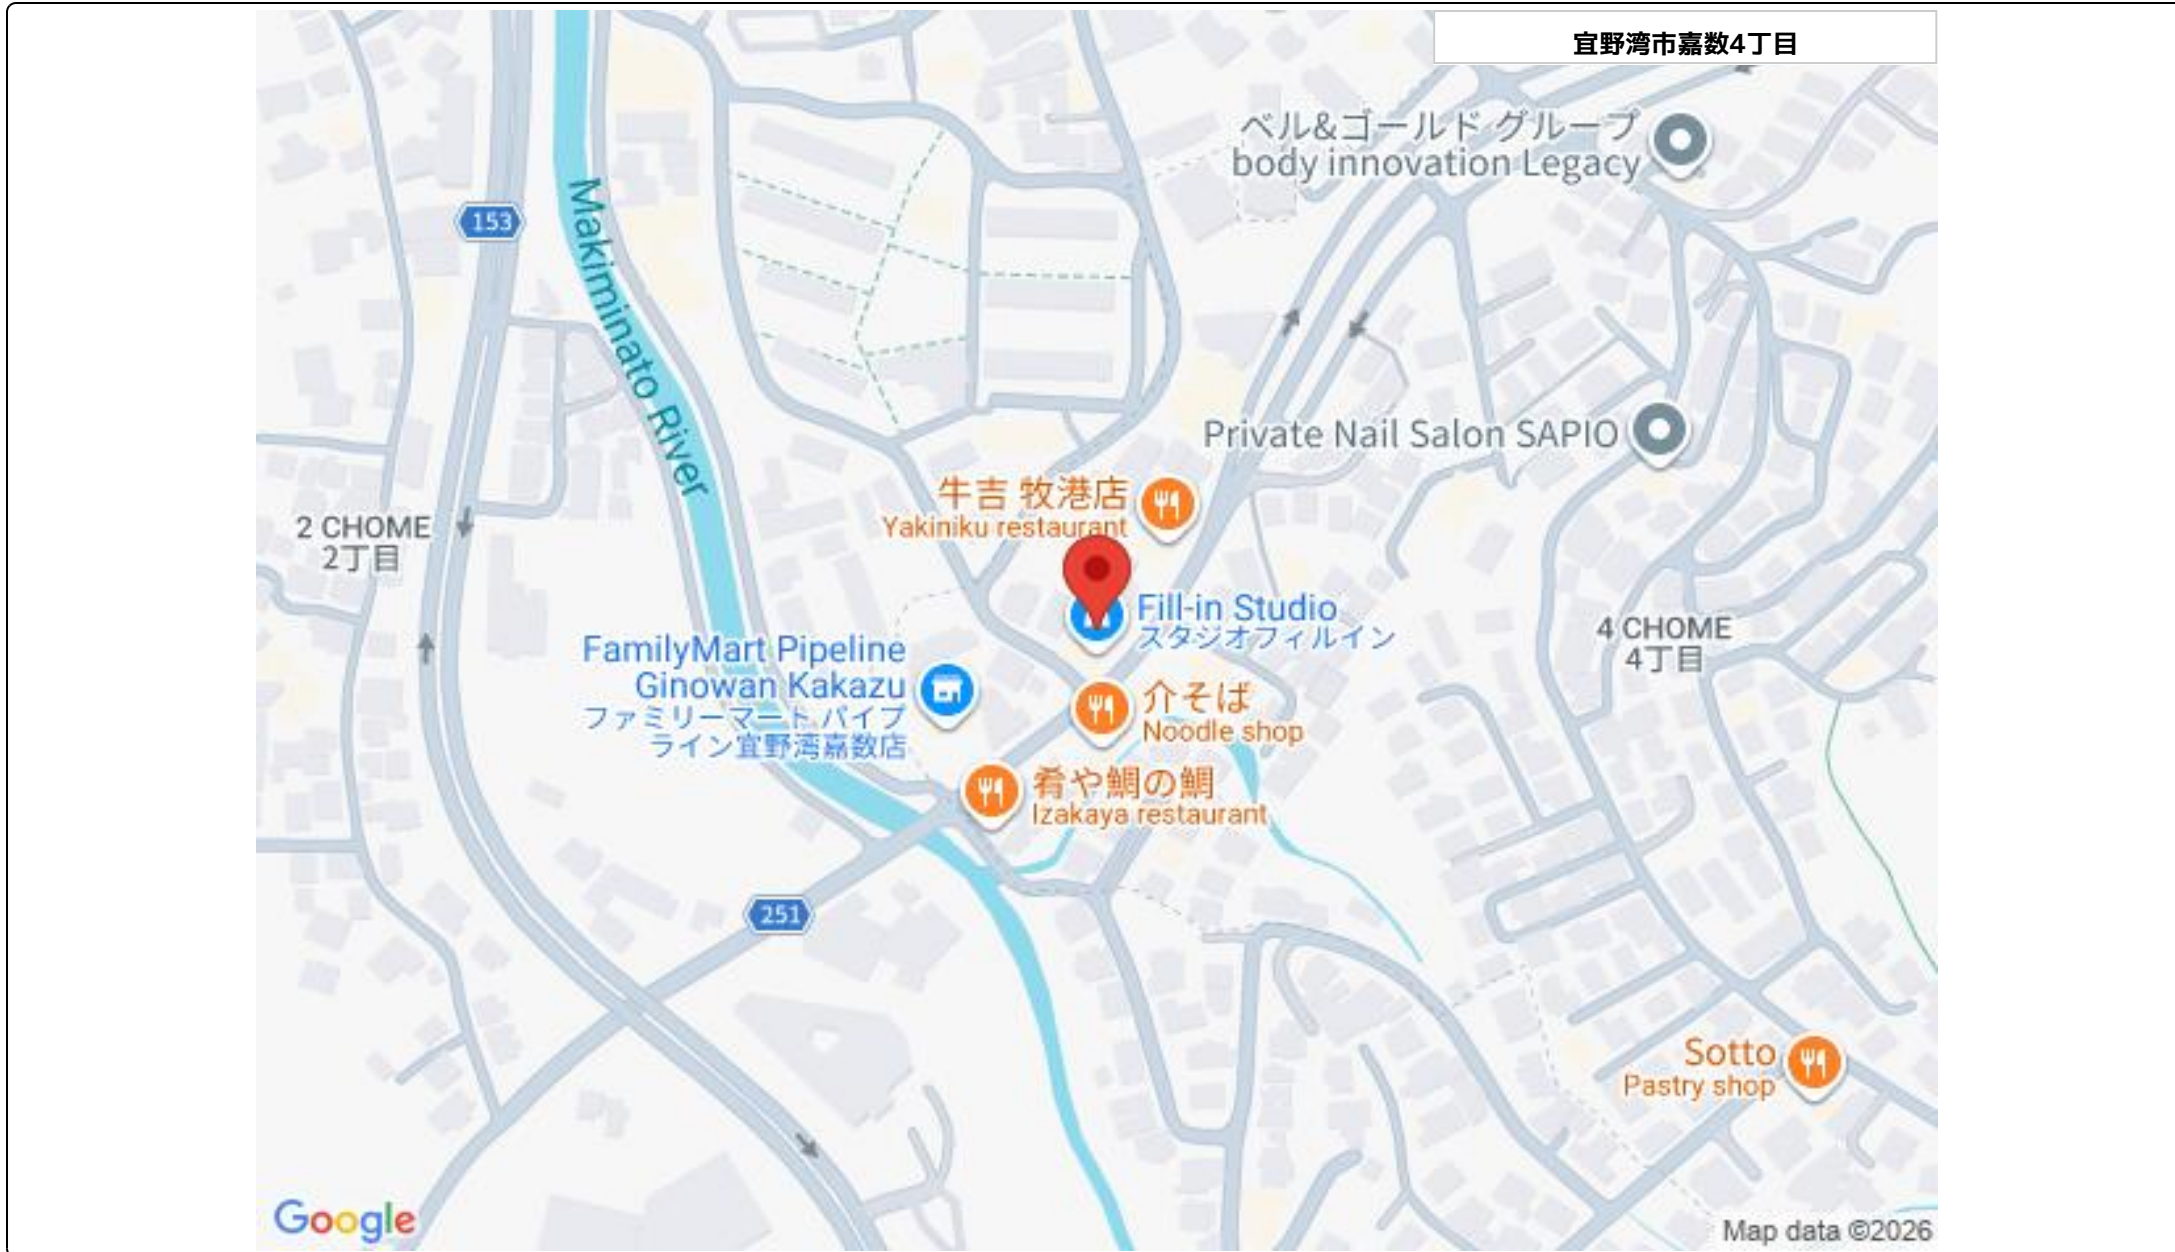 宜野湾市嘉数4丁目
ベル&ゴールド グループ
body innovation Legacy
153
Makiminato River
Private Nail Salon SAPIO
牛吉 牧港店
Yakiniku restaurant
2 CHOME
2丁目
Fill-in Studio
スタジオフィルイン
4 CHOME
4丁目
FamilyMart Pipeline
Ginowan Kakazu
ファミリーマート パイプ
ライン宜野湾嘉数店
介そば
Noodle shop
肴や鯛の鯛
Izakaya restaurant
251
Sotto
Pastry shop
Google
Map data ©2026